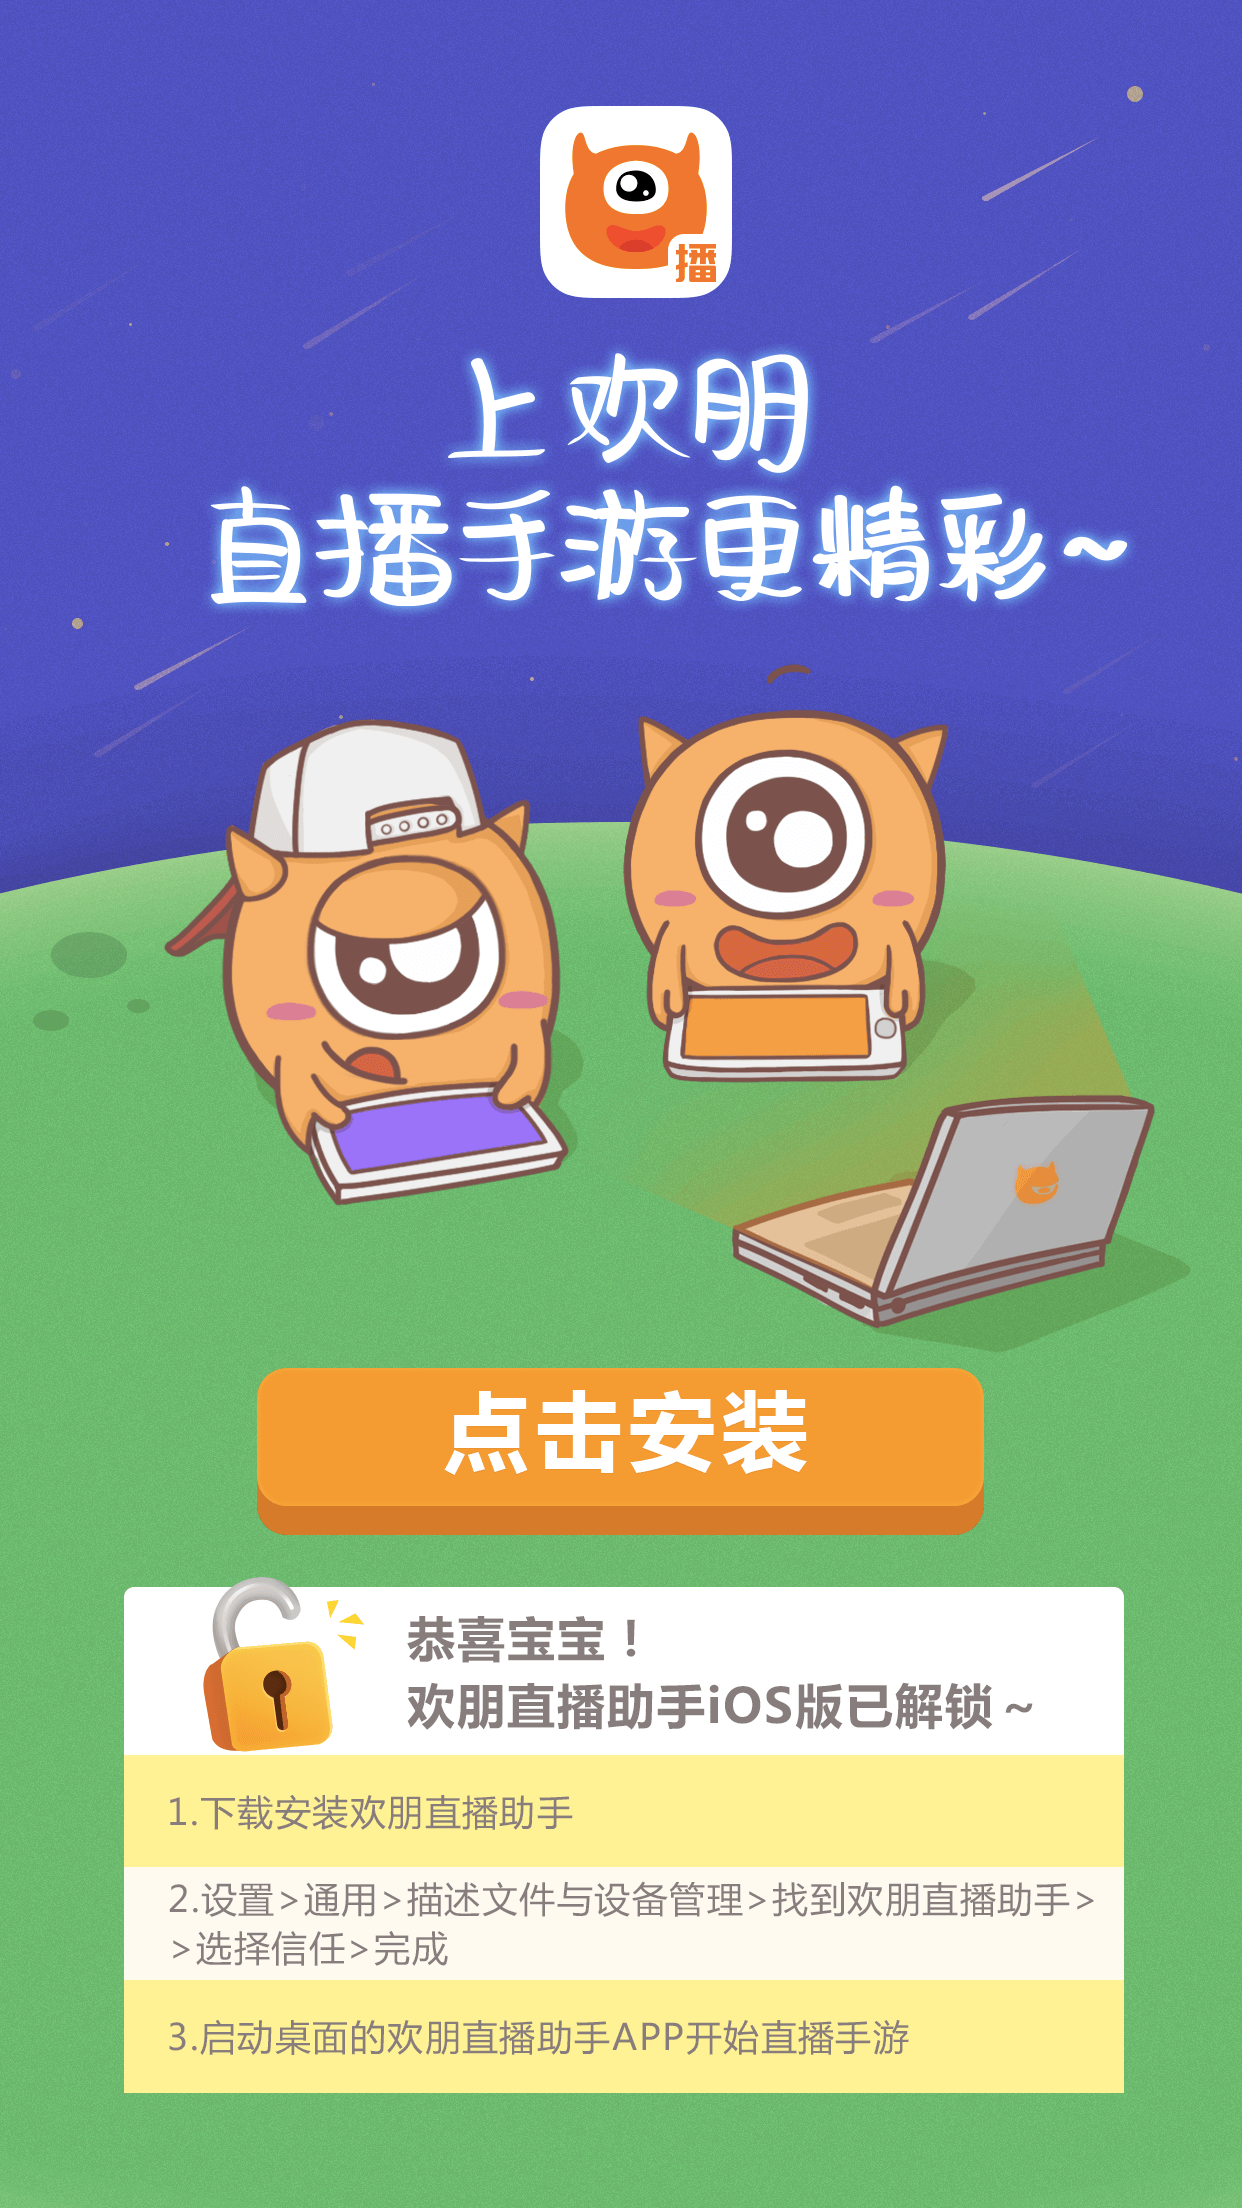 播
上欢朋
直播手游更精彩~
点击安装
恭喜宝宝！
欢朋直播助手iOS版已解锁～
1.下载安装欢朋直播助手
2.设置>通用>描述文件与设备管理>找到欢朋直播助手>
>选择信任>完成
3.启动桌面的欢朋直播助手APP开始直播手游